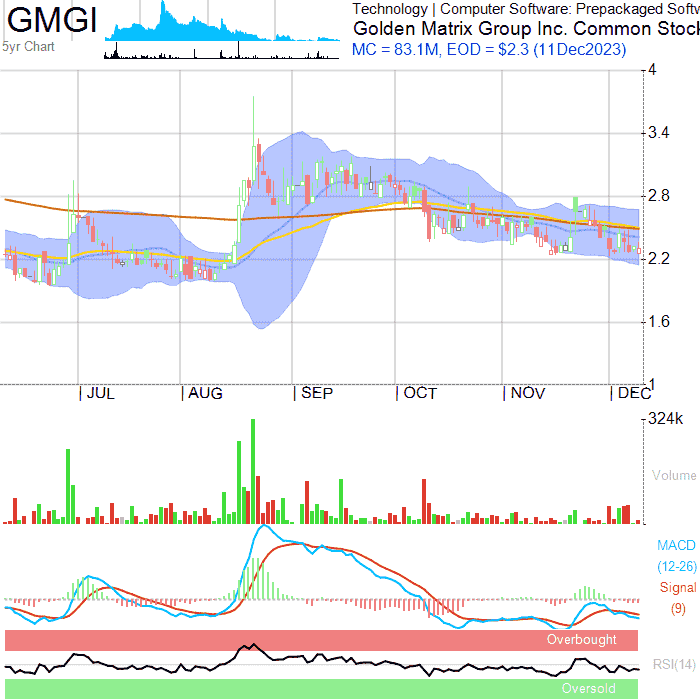 GMGI
5yr Chart
Technology | Computer Software: Prepackaged Softw
Golden Matrix Group Inc. Common Stock
MC = 83.1M, EOD = $2.3 (11Dec2023)
4
3.4
2.8
2.2
1.6
1
| JUL | AUG | SEP | OCT | NOV | DEC
324k
Volume
MACD
(12-26)
Signal
(9)
Overbought
RSI(14)
Oversold